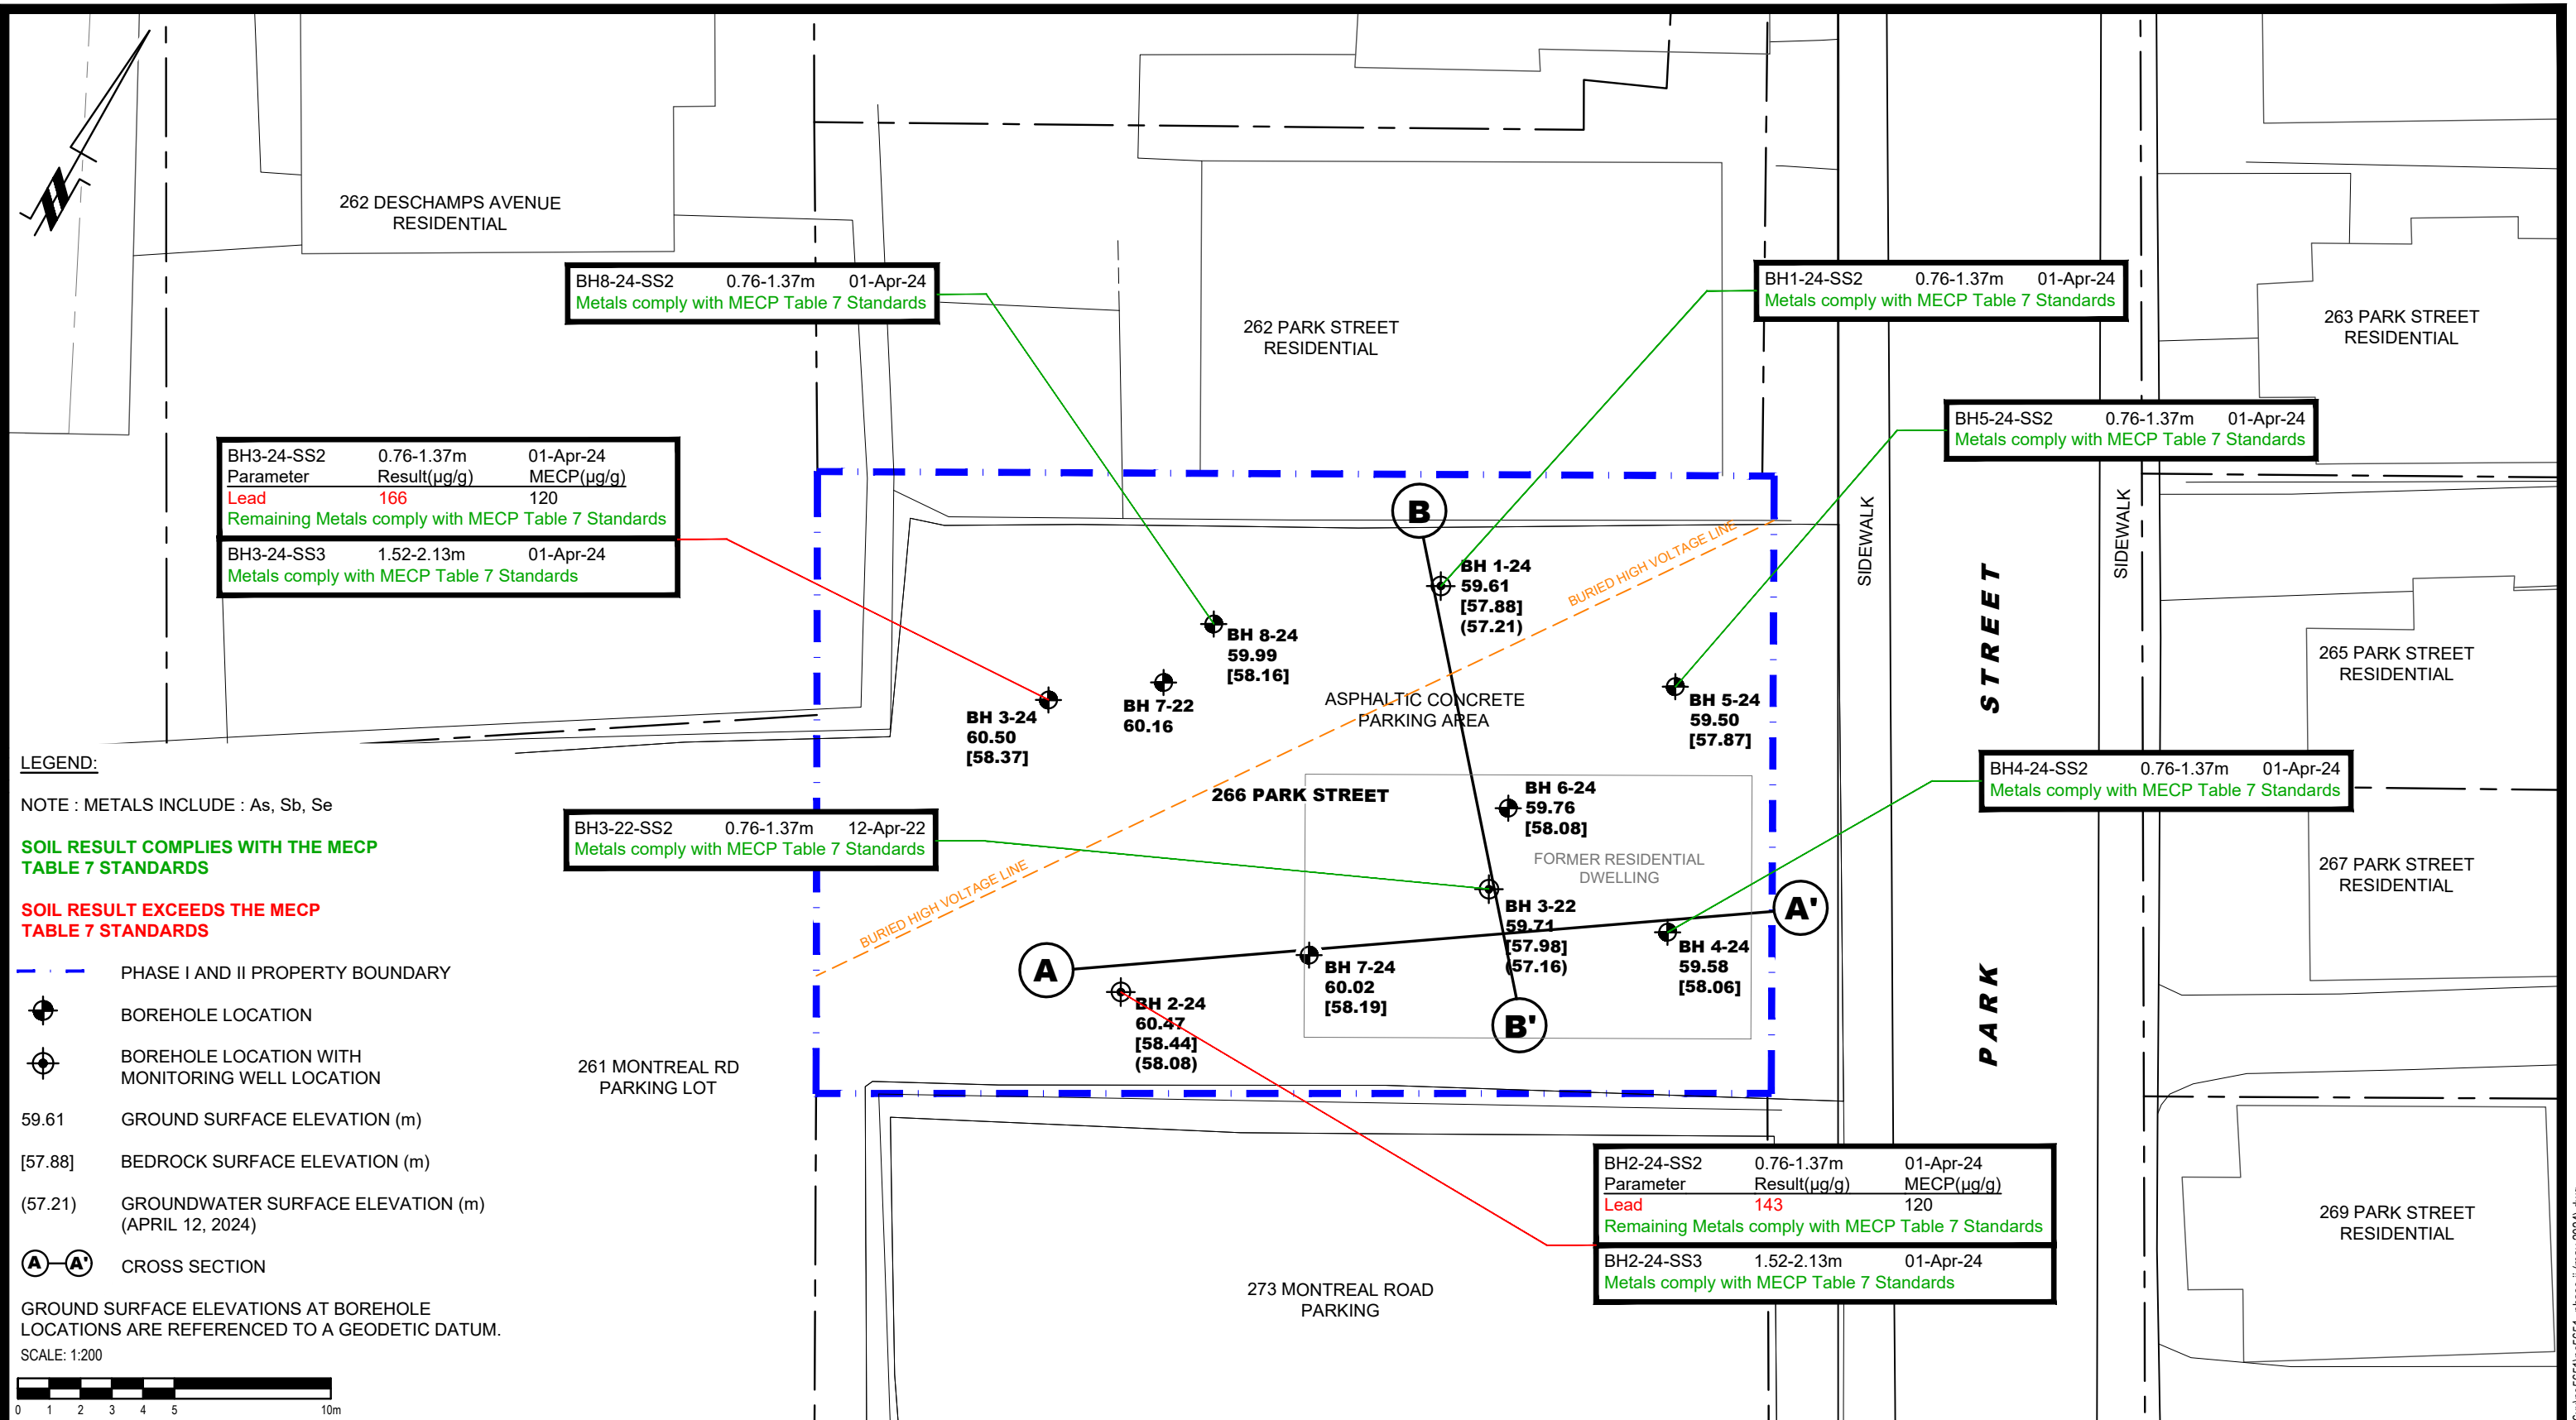 262 DESCHAMPS AVENUE
RESIDENTIAL
BH8-24-SS2 0.76-1.37m 01-Apr-24
Metals comply with MECP Table 7 Standards
BH1-24-SS2 0.76-1.37m 01-Apr-24
Metals comply with MECP Table 7 Standards
262 PARK STREET
RESIDENTIAL
263 PARK STREET
RESIDENTIAL
BH5-24-SS2 0.76-1.37m 01-Apr-24
Metals comply with MECP Table 7 Standards
BH3-24-SS2 0.76-1.37m 01-Apr-24
Parameter Result(µg/g) MECP(µg/g)
Lead 166 120
Remaining Metals comply with MECP Table 7 Standards
BH3-24-SS3 1.52-2.13m 01-Apr-24
Metals comply with MECP Table 7 Standards
B
BURIED HIGH VOLTAGE LINE
SIDEWALK
SIDEWALK
PARK STREET
BH 1-24
59.61
[57.88]
(57.21)
BH 8-24
59.99
[58.16]
BH 7-22
60.16
BH 3-24
60.50
[58.37]
ASPHALTIC CONCRETE
PARKING AREA
BH 5-24
59.50
[57.87]
265 PARK STREET
RESIDENTIAL
BH4-24-SS2 0.76-1.37m 01-Apr-24
Metals comply with MECP Table 7 Standards
266 PARK STREET
BH 6-24
59.76
[58.08]
BH3-22-SS2 0.76-1.37m 12-Apr-22
Metals comply with MECP Table 7 Standards
FORMER RESIDENTIAL
DWELLING
267 PARK STREET
RESIDENTIAL
BURIED HIGH VOLTAGE LINE
BH 3-22
59.71
[57.98]
(57.16)
A'
A
BH 4-24
59.58
[58.06]
BH 7-24
60.02
[58.19]
BH 2-24
60.47
[58.44]
(58.08)
B'
261 MONTREAL RD
PARKING LOT
BH2-24-SS2 0.76-1.37m 01-Apr-24
Parameter Result(µg/g) MECP(µg/g)
Lead 143 120
Remaining Metals comply with MECP Table 7 Standards
BH2-24-SS3 1.52-2.13m 01-Apr-24
Metals comply with MECP Table 7 Standards
269 PARK STREET
RESIDENTIAL
273 MONTREAL ROAD
PARKING
LEGEND:
NOTE : METALS INCLUDE : As, Sb, Se
SOIL RESULT COMPLIES WITH THE MECP
TABLE 7 STANDARDS
SOIL RESULT EXCEEDS THE MECP
TABLE 7 STANDARDS
PHASE I AND II PROPERTY BOUNDARY
BOREHOLE LOCATION
BOREHOLE LOCATION WITH
MONITORING WELL LOCATION
59.61 GROUND SURFACE ELEVATION (m)
[57.88] BEDROCK SURFACE ELEVATION (m)
(57.21) GROUNDWATER SURFACE ELEVATION (m)
(APRIL 12, 2024)
A A' CROSS SECTION
GROUND SURFACE ELEVATIONS AT BOREHOLE
LOCATIONS ARE REFERENCED TO A GEODETIC DATUM.
SCALE: 1:200
0 1 2 3 4 5 10m